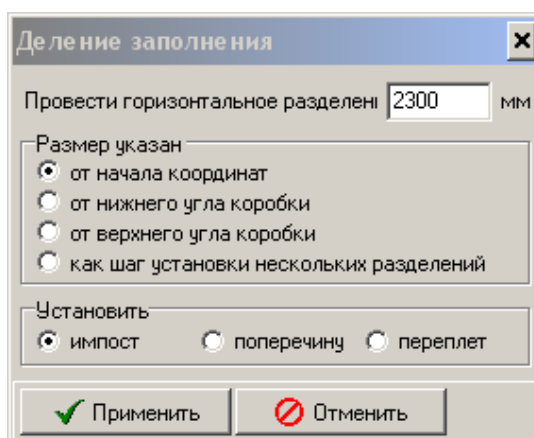 Деление заполнения
Провести горизонтальное разделени 2300 мм
Размер указан
от начала координат
от нижнего угла коробки
от верхнего угла коробки
как шаг установки нескольких разделений
Установить
импост поперечину переплет
Применить Отменить